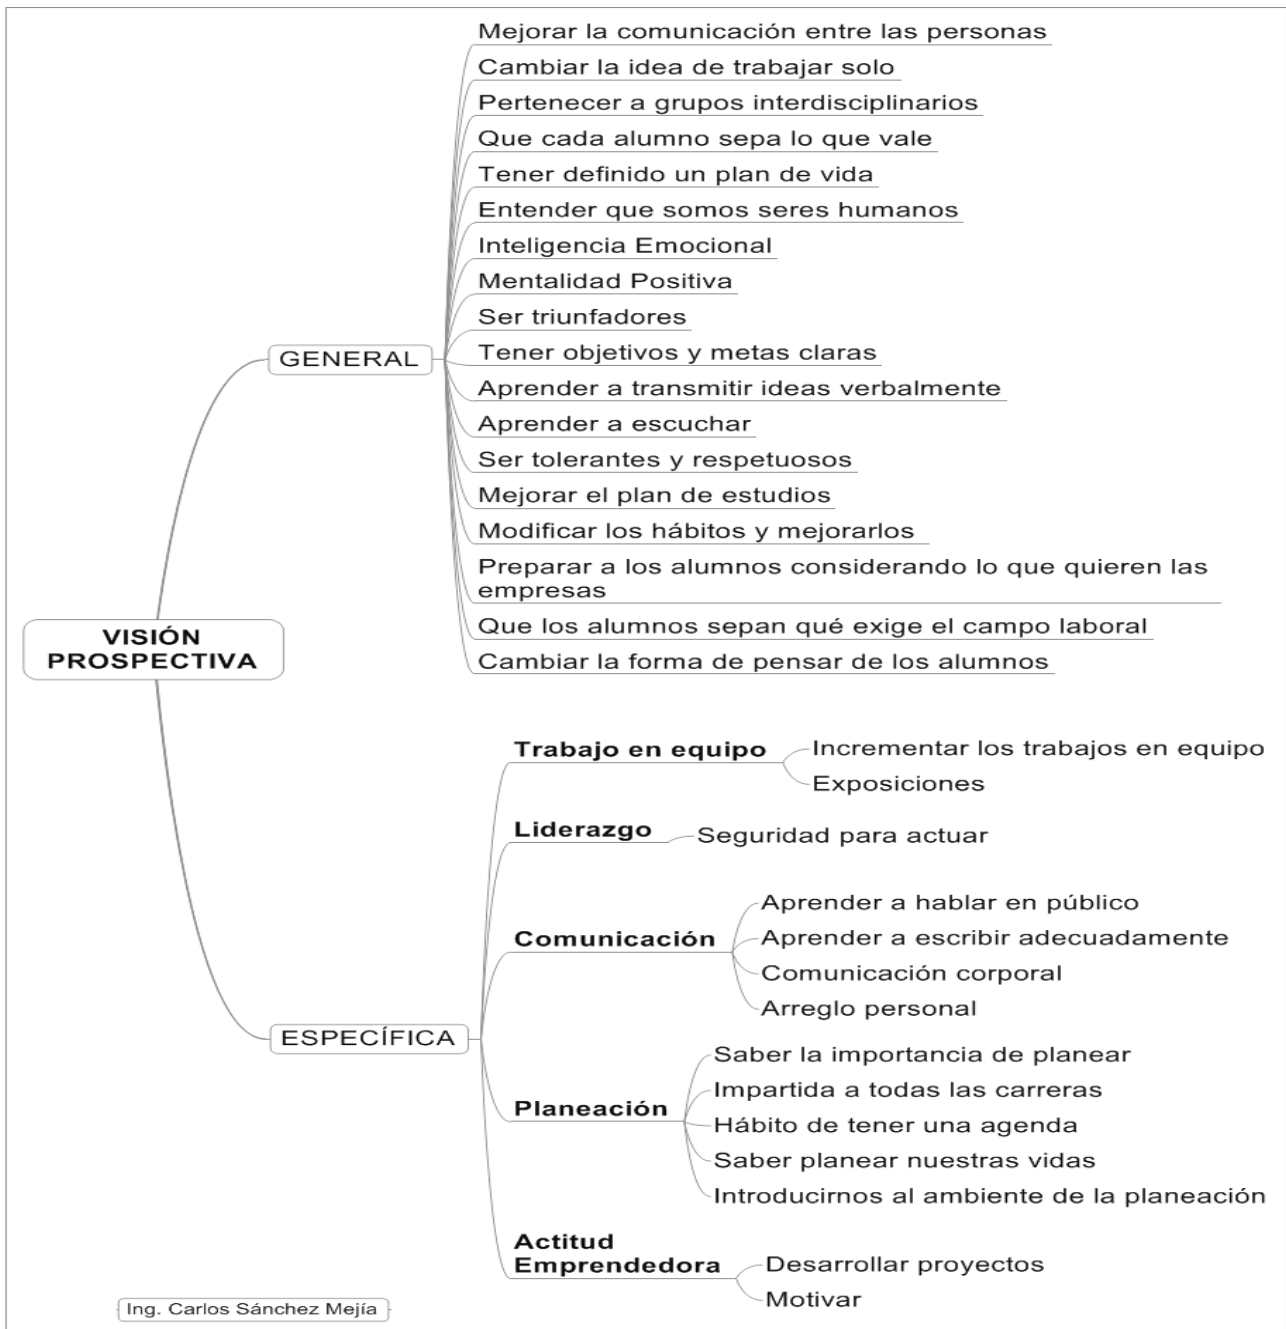 Mejorar la comunicación entre las personas
Cambiar la idea de trabajar solo
Pertenecer a grupos interdisciplinarios
Que cada alumno sepa lo que vale
Tener definido un plan de vida
Entender que somos seres humanos
Inteligencia Emocional
Mentalidad Positiva
Ser triunfadores
GENERAL
Tener objetivos y metas claras
Aprender a transmitir ideas verbalmente
Aprender a escuchar
Ser tolerantes y respetuosos
Mejorar el plan de estudios
Modificar los hábitos y mejorarlos
Preparar a los alumnos considerando lo que quieren las
empresas
Que los alumnos sepan qué exige el campo laboral
Cambiar la forma de pensar de los alumnos
VISIÓN
PROSPECTIVA
Trabajo en equipo
Incrementar los trabajos en equipo
Exposiciones
Liderazgo
Seguridad para actuar
Comunicación
Aprender a hablar en público
Aprender a escribir adecuadamente
Comunicación corporal
Arreglo personal
ESPECÍFICA
Planeación
Saber la importancia de planear
Impartida a todas las carreras
Hábito de tener una agenda
Saber planear nuestras vidas
Introducirnos al ambiente de la planeación
Actitud
Emprendedora
Desarrollar proyectos
Motivar
Ing. Carlos Sánchez Mejía